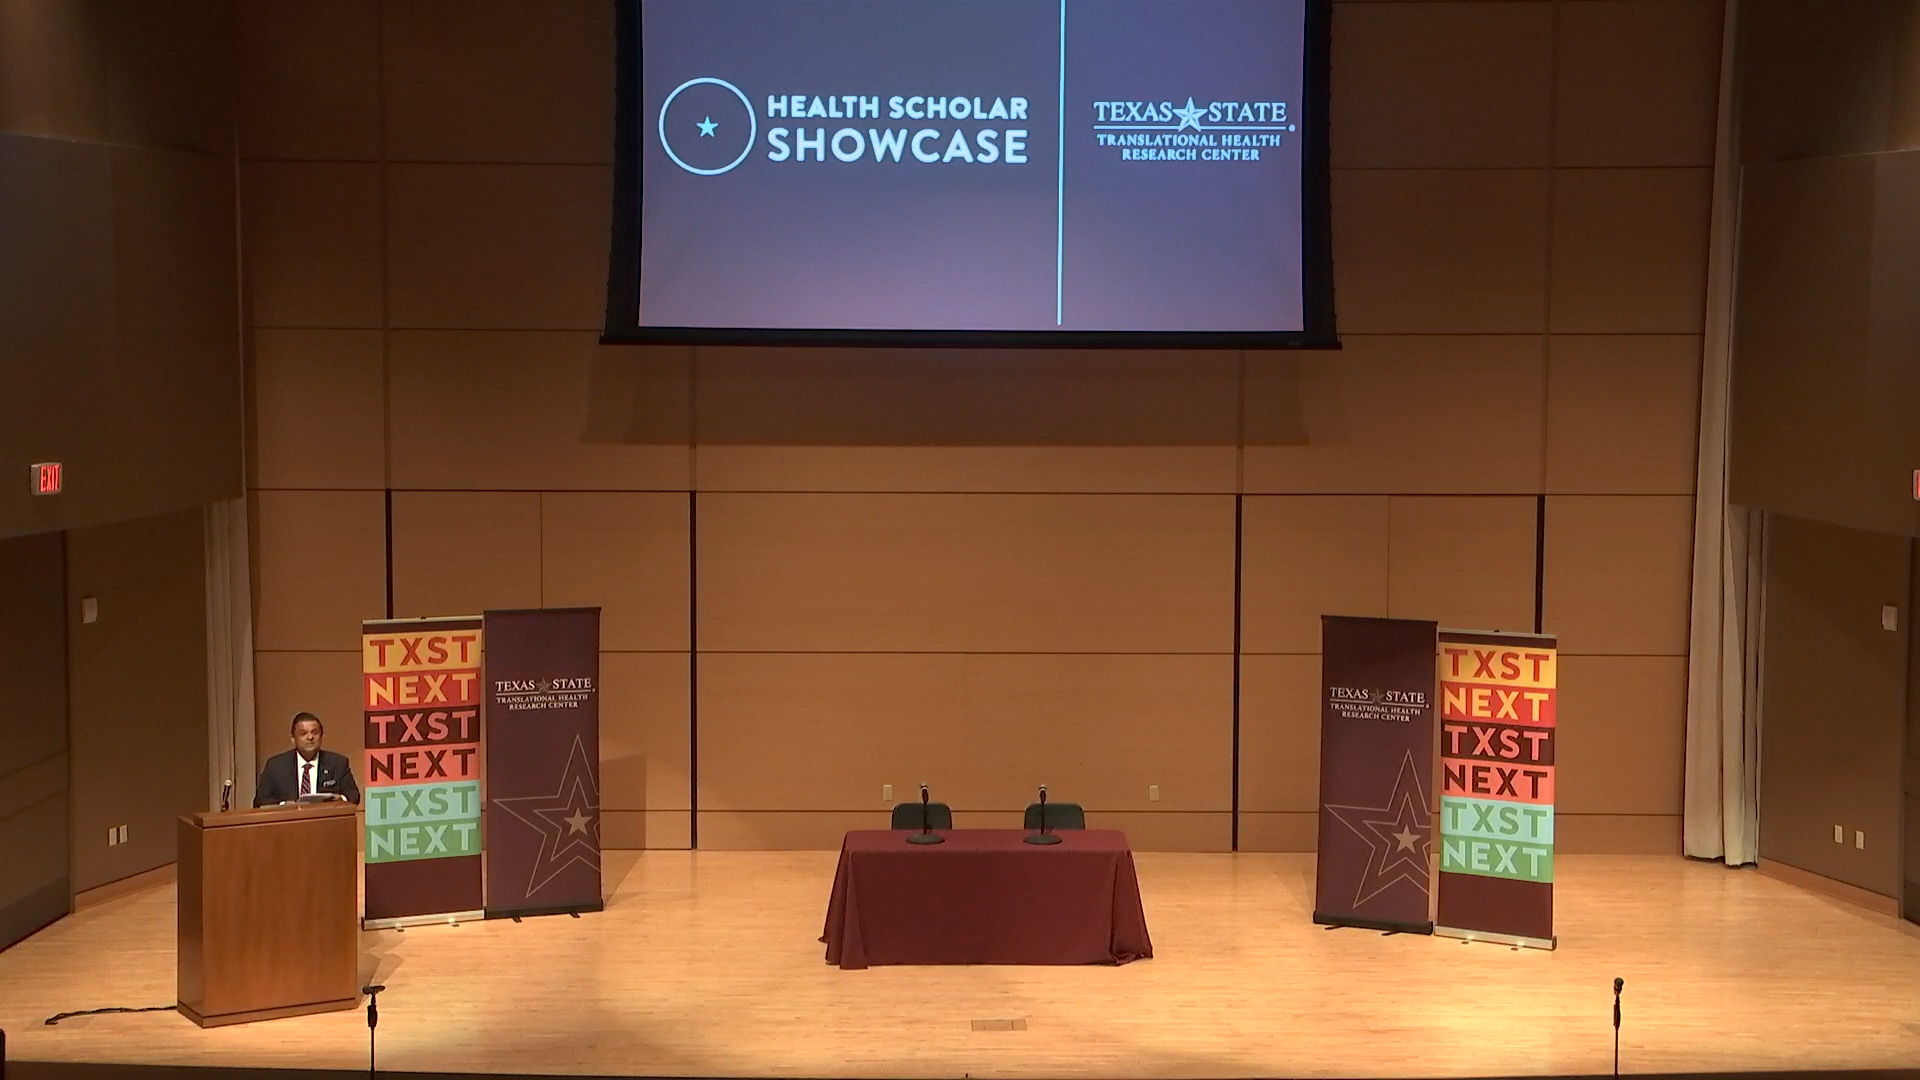 HEALTH SCHOLAR
SHOWCASE
TEXAS STATE
TRANSLATIONAL HEALTH
RESEARCH CENTER
EXIT
TXST
NEXT
TXST
NEXT
TXST
NEXT
TEXAS STATE
TRANSLATIONAL HEALTH
RESEARCH CENTER
TEXAS STATE
TRANSLATIONAL HEALTH
RESEARCH CENTER
TXST
NEXT
TXST
NEXT
TXST
NEXT